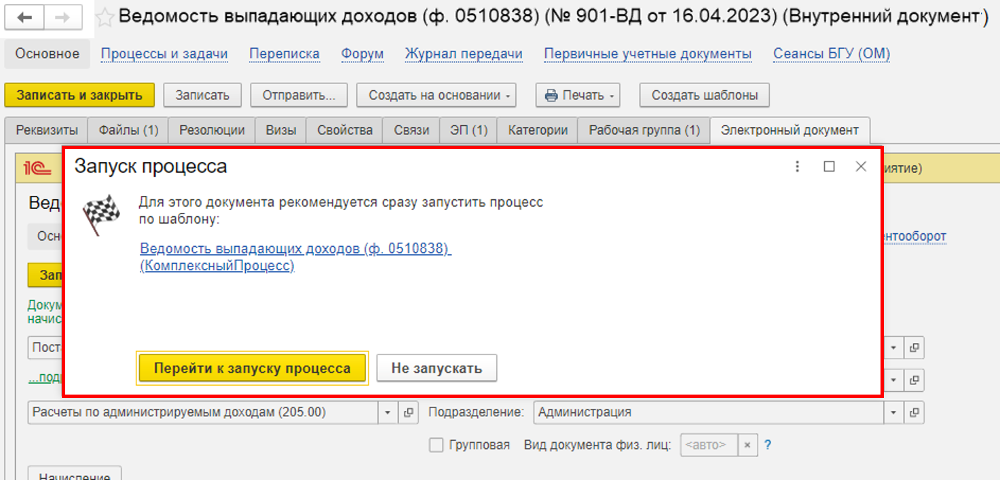 Ведомость выпадающих доходов (ф. 0510838) (№ 901-ВД от 16.04.2023) (Внутренний документ)
Основное Процессы и задачи Переписка Форум Журнал передачи Первичные учетные документы Сеансы БГУ (ОМ)
Записать и закрыть Записать Отправить... Создать на основании Печать Создать шаблоны
Реквизиты Файлы (1) Резолюции Визы Свойства Связи ЭП (1) Категории Рабочая группа (1) Электронный документ
1С иятие)
Запуск процесса
Вед
Для этого документа рекомендуется сразу запустить процесс
по шаблону:
Осн ентооборот
Ведомость выпадающих доходов (ф. 0510838)
(КомплексныйПроцесс)
Зап
Докум
начис
Пост
Перейти к запуску процесса Не запускать
...подр
Расчеты по администрируемым доходам (205.00) Подразделение: Администрация
Групповая Вид документа физ. лиц: <авто> × ?
Начисление